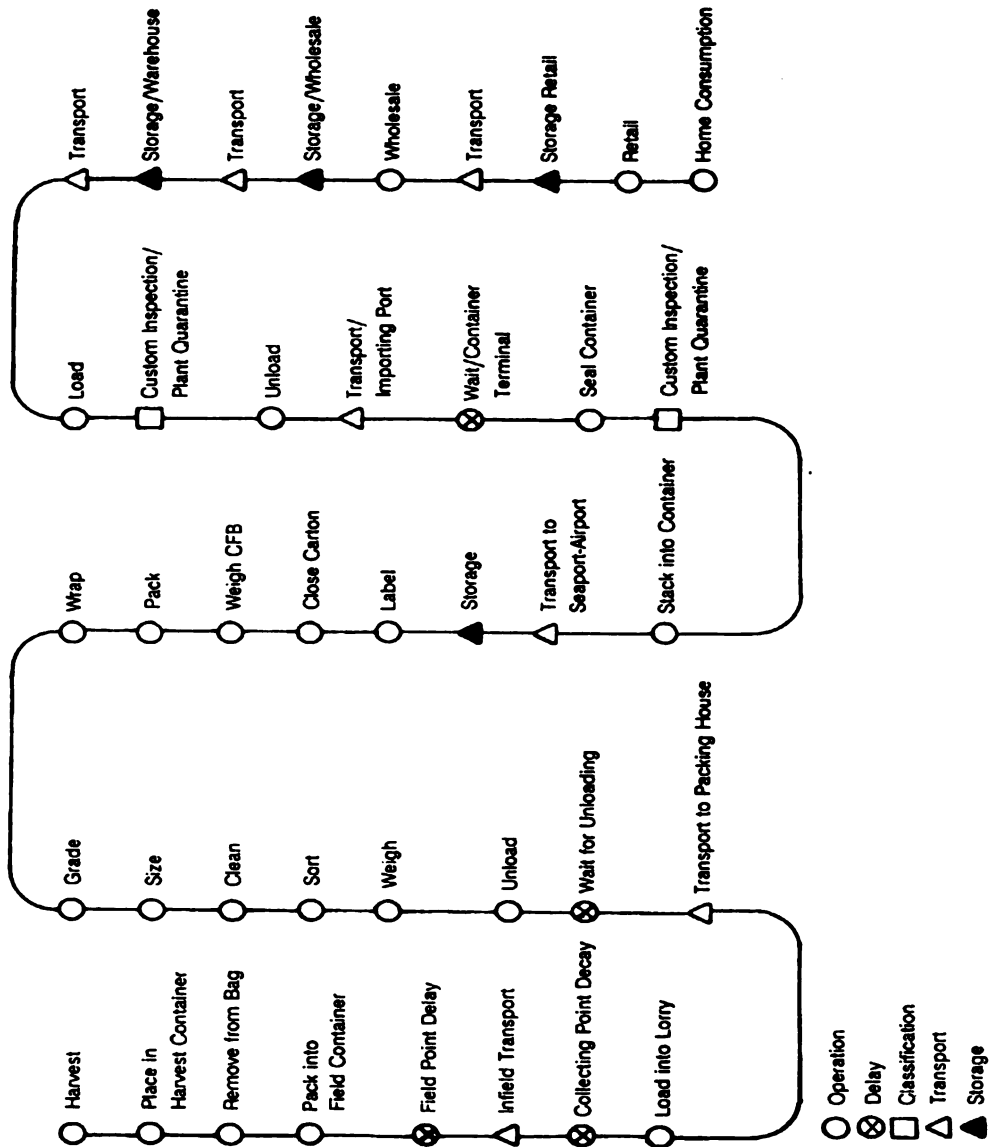 Harvest
Place in
Harvest Container
Remove from Bag
Pack into
Field Container
Field Point Delay
Infield Transport
Collecting Point Decay
Load into Lorry
Transport to Packing House
Wait for Unloading
Unload
Weigh
Sort
Clean
Size
Grade
Wrap
Pack
Weigh CFB
Close Carton
Label
Storage
Transport to
Seaport-Airport
Stack into Container
Custom Inspection/
Plant Quarantine
Seal Container
Wait/Container
Terminal
Transport/
Importing Port
Unload
Custom Inspection/
Plant Quarantine
Load
Transport
Storage/Warehouse
Transport
Storage/Wholesale
Wholesale
Transport
Storage Retail
Retail
Home Consumption
Operation
Delay
Classification
Transport
Storage